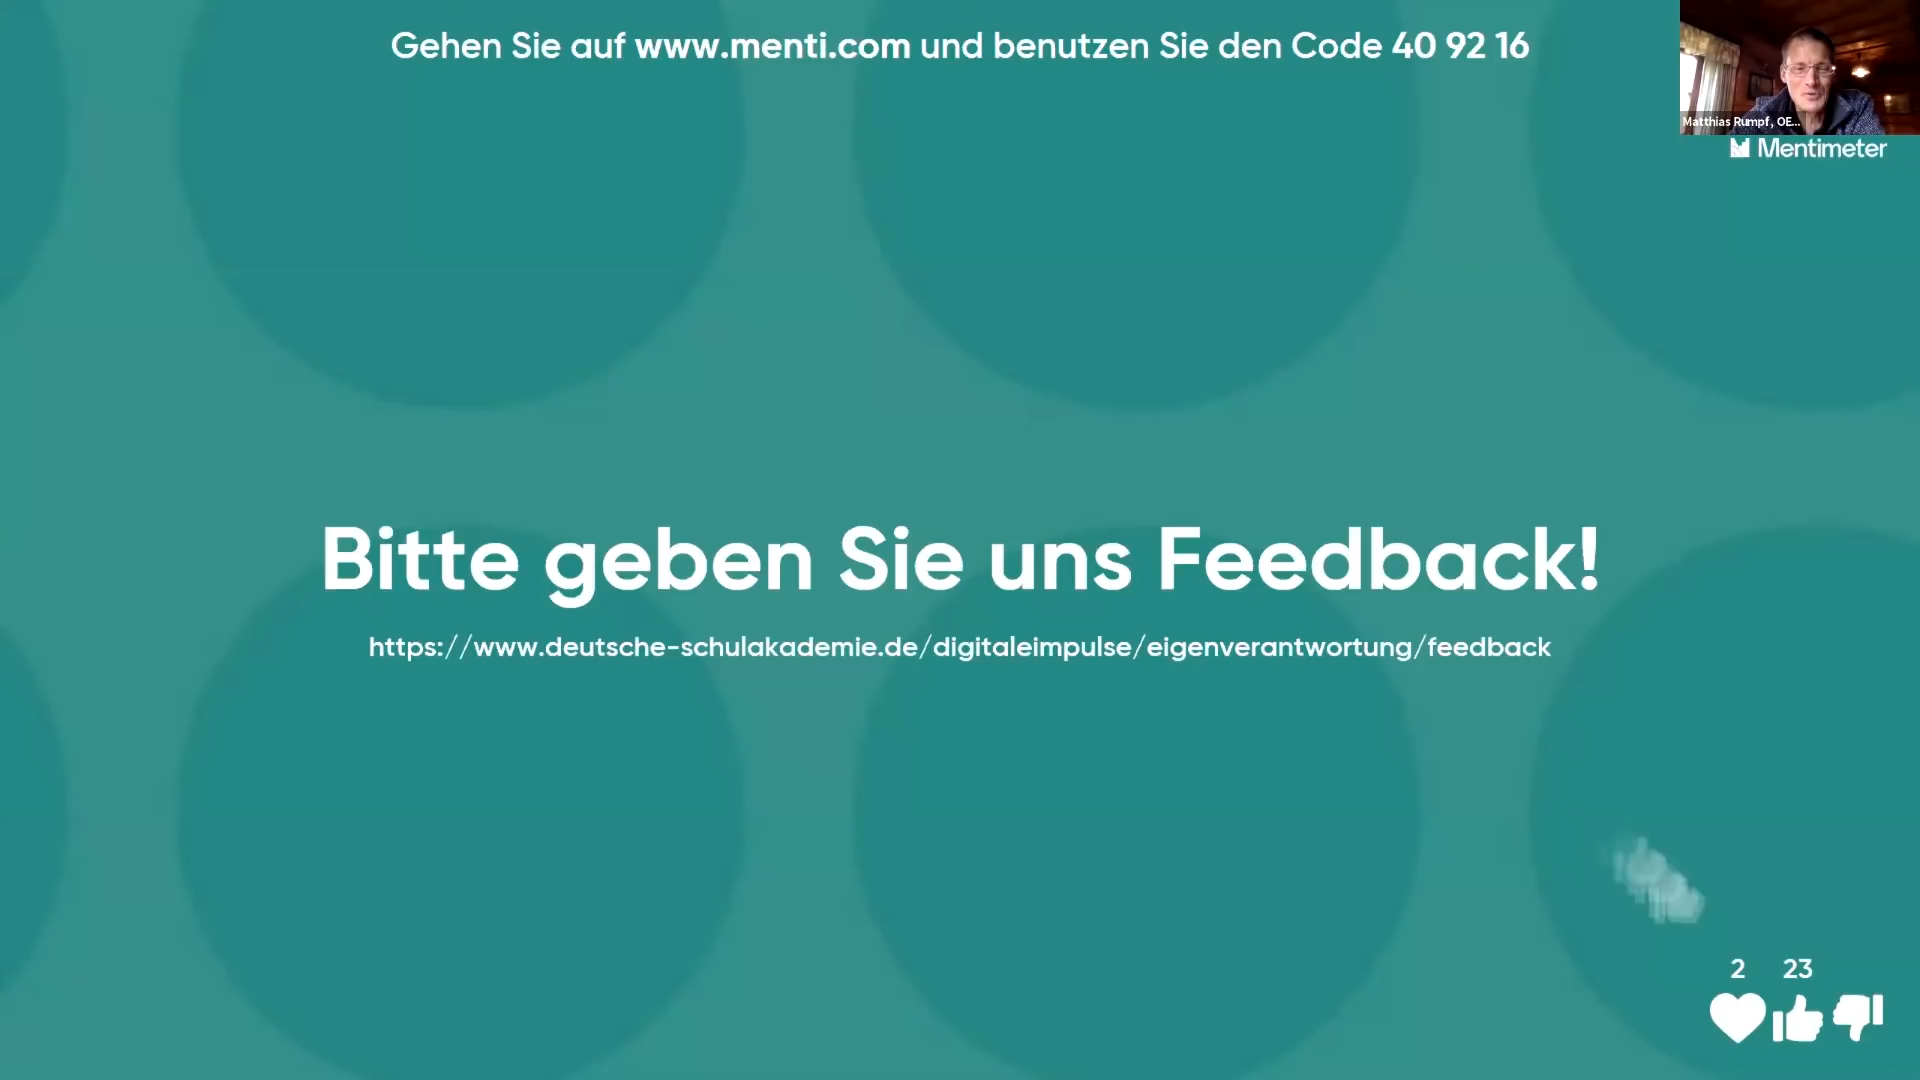 Gehen Sie auf www.menti.com und benutzen Sie den Code 40 92 16
Matthias Rumpf, OE...
Mentimeter
Bitte geben Sie uns Feedback!
https://www.deutsche-schulakademie.de/digitaleimpulse/eigenverantwortung/feedback
2 23